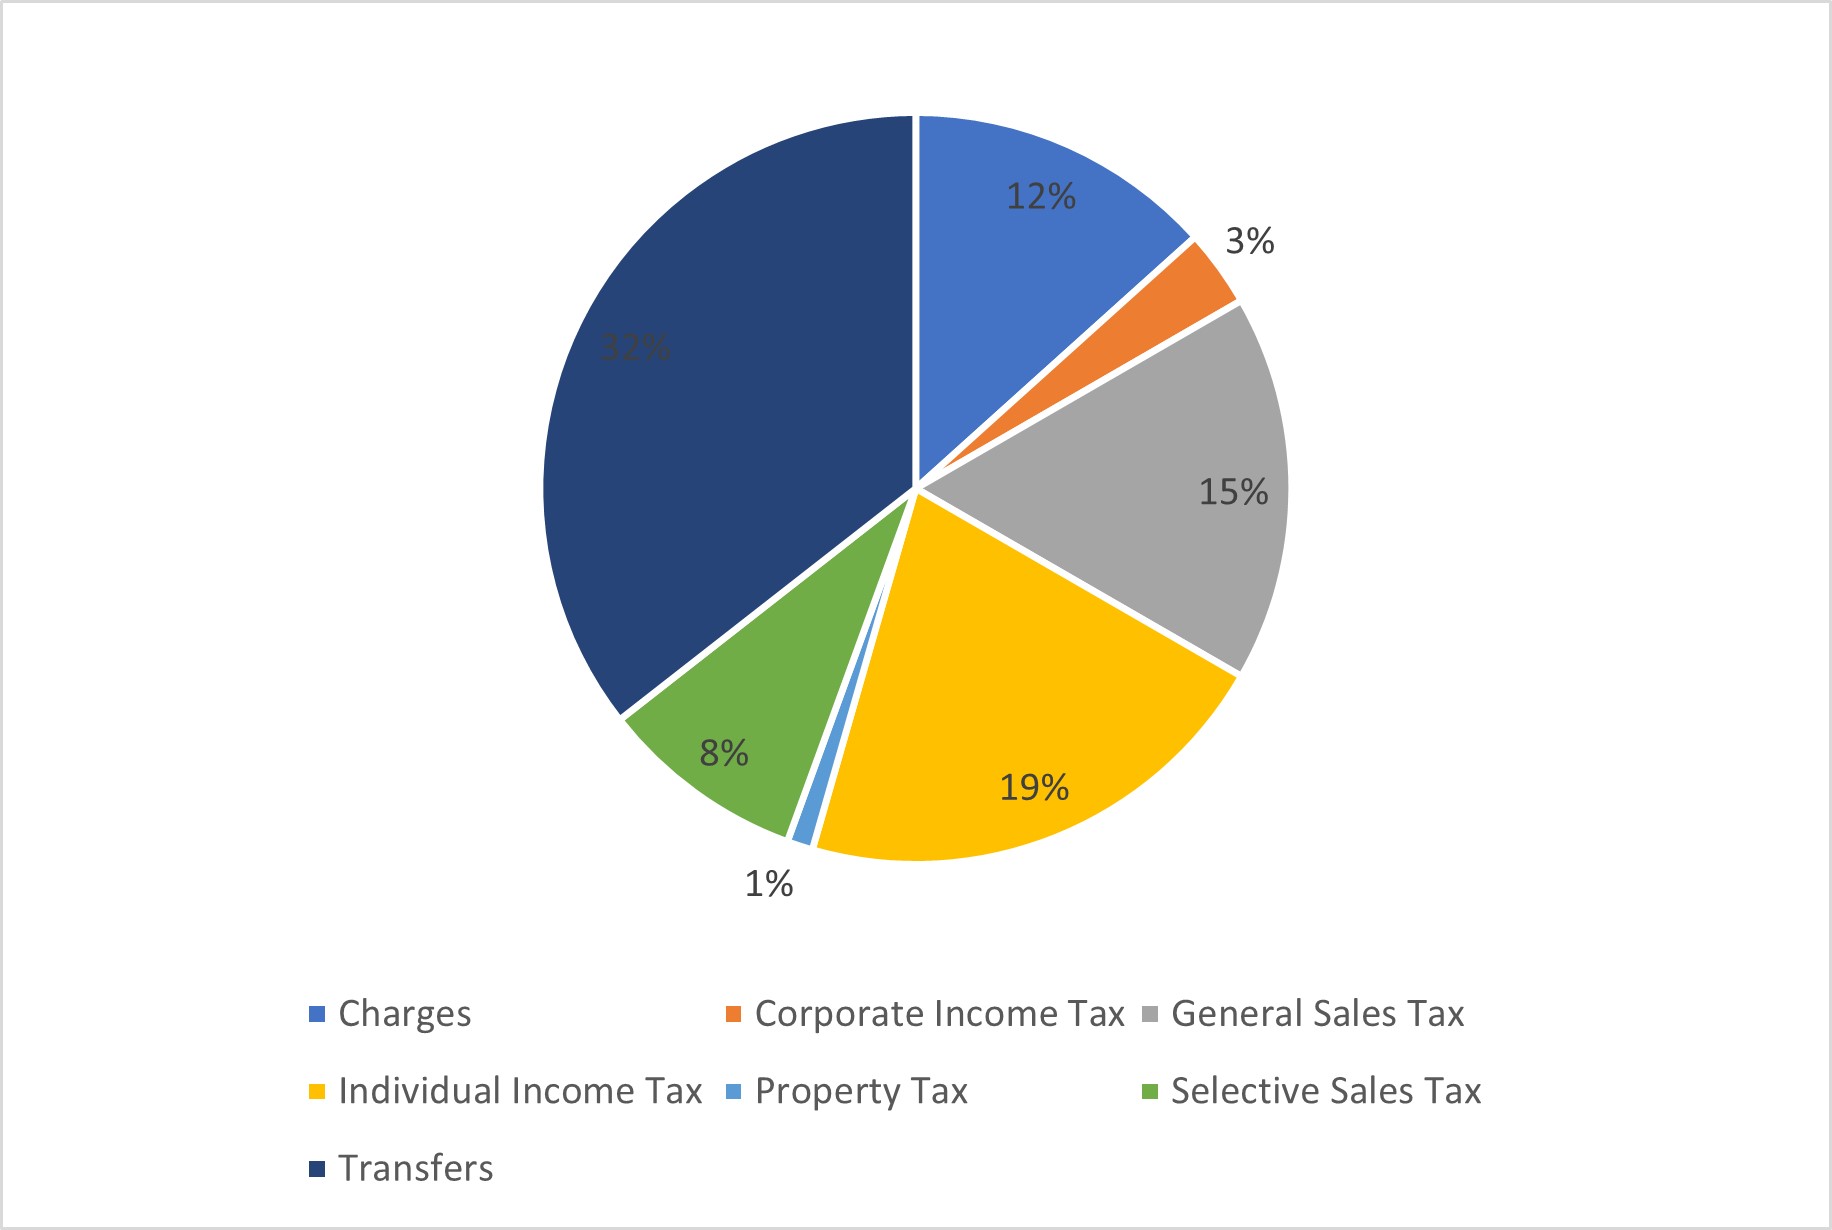 12%
3%
32%
15%
8%
19%
1%
Charges
Corporate Income Tax
General Sales Tax
Individual Income Tax
Property Tax
Selective Sales Tax
Transfers